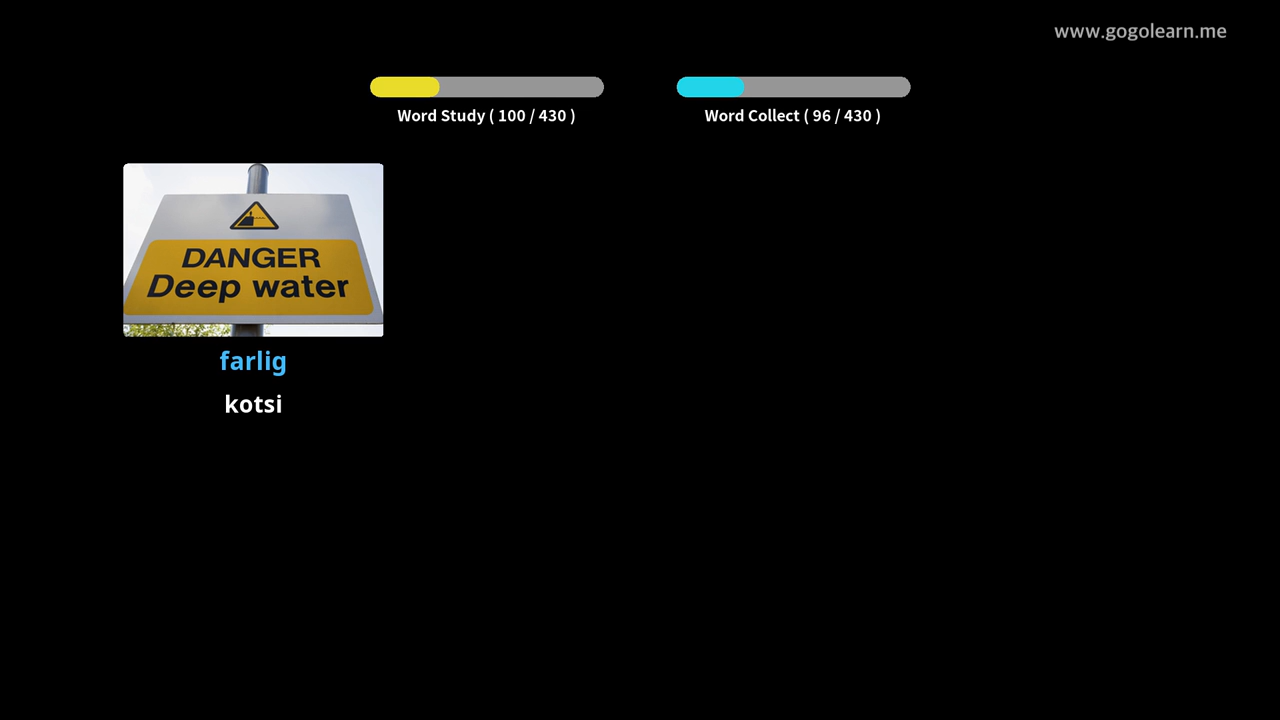 www.gogolearn.me
Word Study ( 100 / 430 )
Word Collect ( 96 / 430 )
DANGER
Deep water
farlig
kotsi